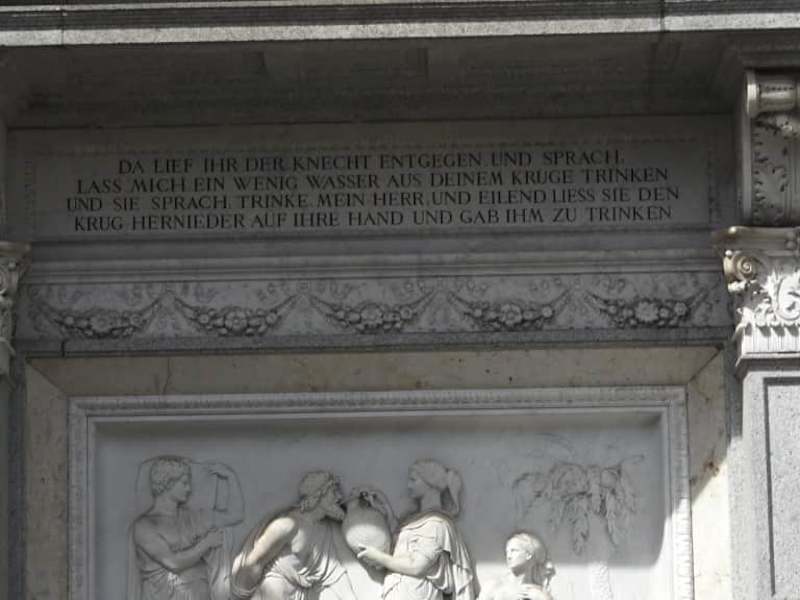 DA LIEF IHR DER KNECHT ENTGEGEN UND SPRACH.
LASS MICH EIN WENIG WASSER AUS DEINEM KRUGE TRINKEN
UND SIE SPRACH. TRINKE. MEIN HERR, UND EILEND LIESS SIE DEN
KRUG HERNIEDER AUF IHRE HAND UND GAB IHM ZU TRINKEN